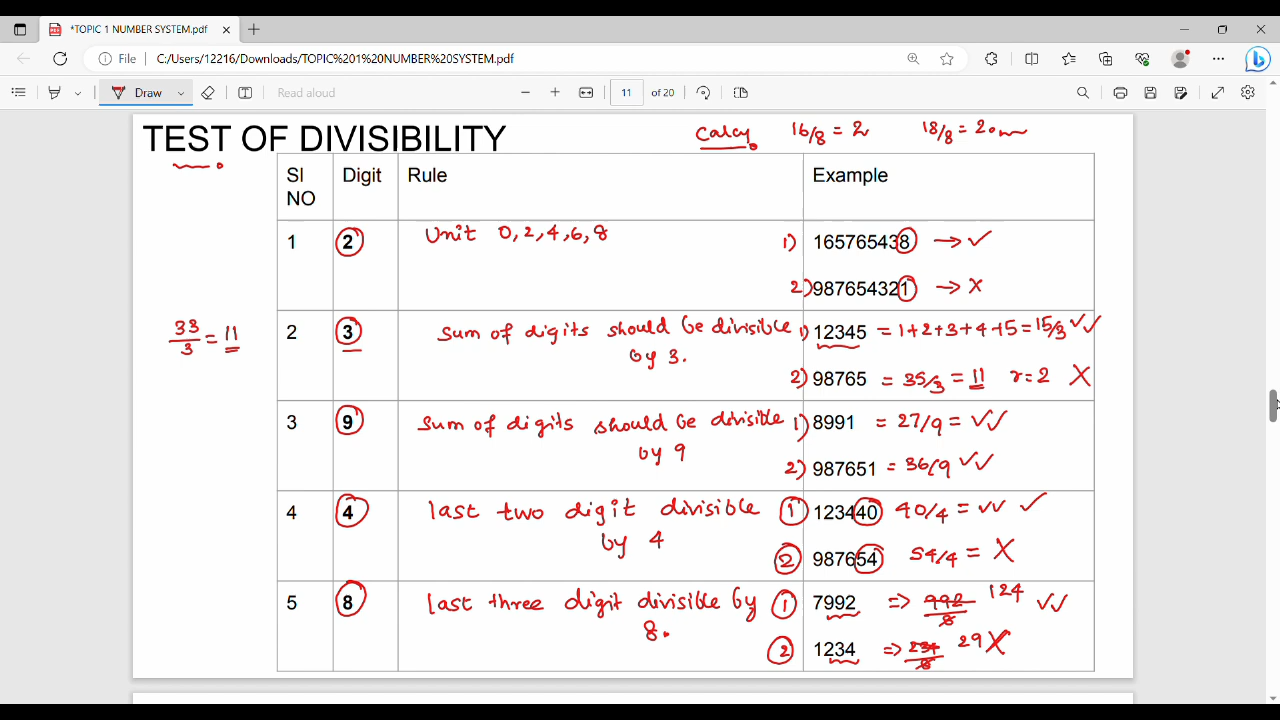 *TOPIC 1 NUMBER SYSTEM.pdf
File C:/Users/12216/Downloads/TOPIC%201%20NUMBER%20SYSTEM.pdf
Draw Read aloud 11 of 20
TEST OF DIVISIBILITY Calcy 16/8 = 2 18/8 = 2
SI NO Digit Rule Example
1 2 Unit 0, 2, 4, 6, 8 1) 165765438 → ✓
2) 987654321 → X
33/3 = 11
2 3 Sum of digits should be divisible 1) 12345 = 1+2+3+4+5 = 15/3 ✓✓
by 3. 2) 98765 = 35/3 = 11 r=2 X
3 9 Sum of digits should be divisible 1) 8991 = 27/9 = ✓✓
by 9 2) 987651 = 36/9 ✓✓
4 4 last two digit divisible 1 123440 40/4 = ✓✓ ✓
by 4 2 987654 54/4 = X
5 8 last three digit divisible by 1 7992 => 992/8 124 ✓✓
8. 2 1234 => 234/8 29 X